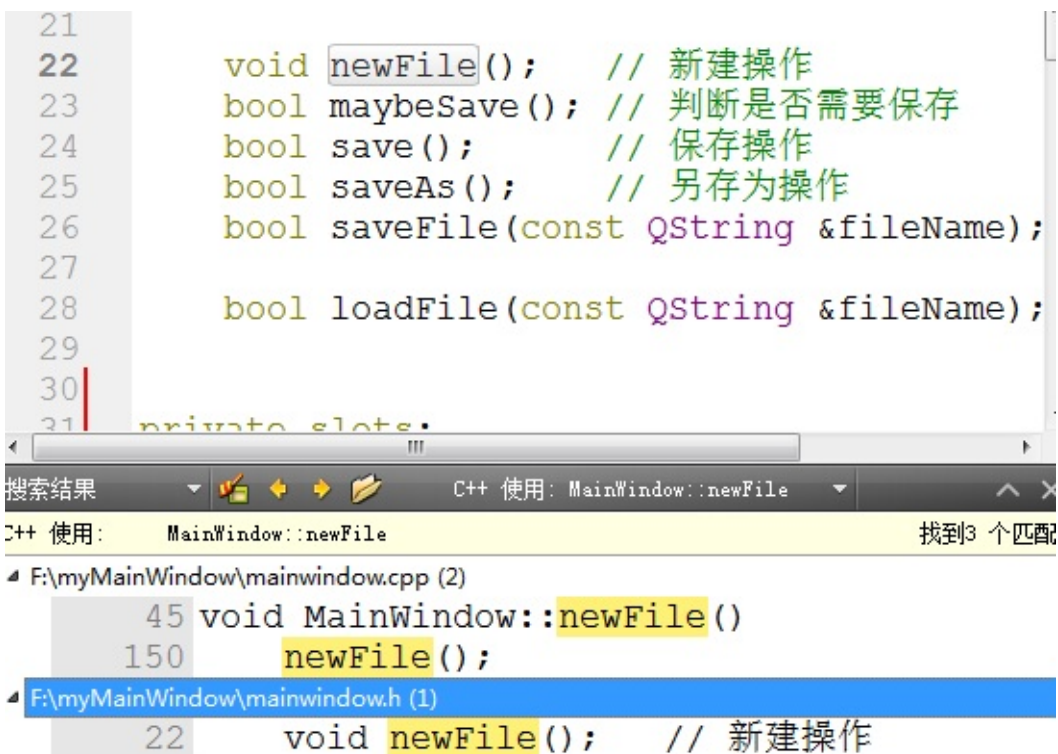 21
22 void newFile(); // 新建操作
23 bool maybeSave(); // 判断是否需要保存
24 bool save(); // 保存操作
25 bool saveAs(); // 另存为操作
26 bool saveFile(const QString &fileName);
27
28 bool loadFile(const QString &fileName);
29
30
31 private slots:
搜索结果 C++ 使用: MainWindow::newFile
C++ 使用: MainWindow::newFile 找到3 个匹配
F:\myMainWindow\mainwindow.cpp (2)
45 void MainWindow::newFile()
150 newFile();
F:\myMainWindow\mainwindow.h (1)
22 void newFile(); // 新建操作